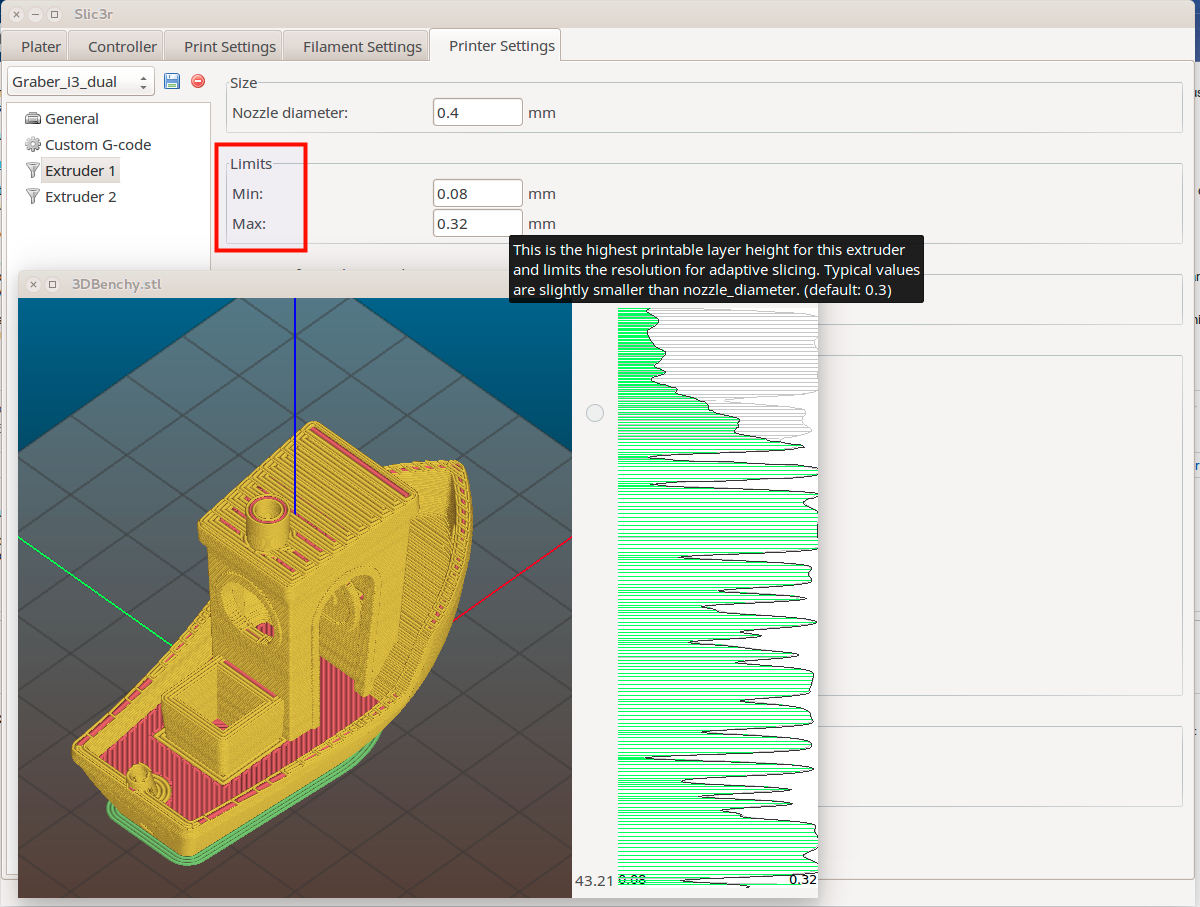 Slic3r
Plater
Controller
Print Settings
Filament Settings
Printer Settings
Graber_i3_dual
General
Custom G-code
Extruder 1
Extruder 2
Size
Nozzle diameter:
0.4
mm
Limits
Min:
0.08
mm
Max:
0.32
mm
This is the highest printable layer height for this extruder
and limits the resolution for adaptive slicing. Typical values
are slightly smaller than nozzle_diameter. (default: 0.3)
3DBenchy.stl
43.21
0.08
0.32